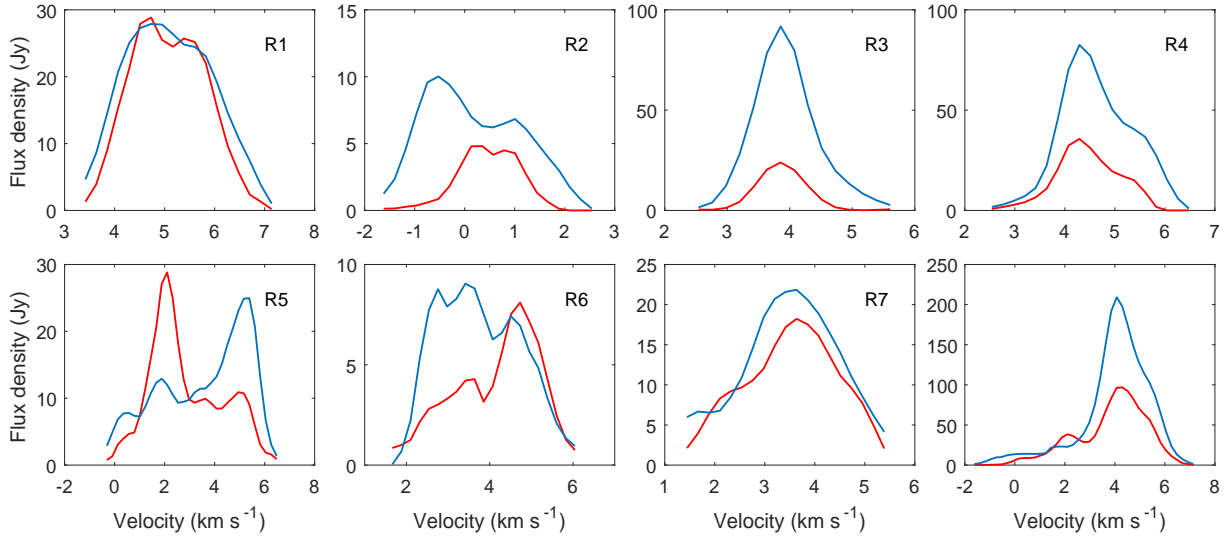 Flux density (Jy)
30
20
10
0
3 4 5 6 7 8
R1
15
10
5
0
-2 -1 0 1 2 3
R2
100
50
0
2 3 4 5 6
R3
100
50
0
2 3 4 5 6 7
R4
Flux density (Jy)
30
20
10
0
-2 0 2 4 6 8
Velocity (km s⁻¹)
R5
10
5
0
2 4 6
Velocity (km s⁻¹)
R6
25
20
15
10
5
0
1 2 3 4 5 6
Velocity (km s⁻¹)
R7
250
200
150
100
50
0
-2 0 2 4 6 8
Velocity (km s⁻¹)